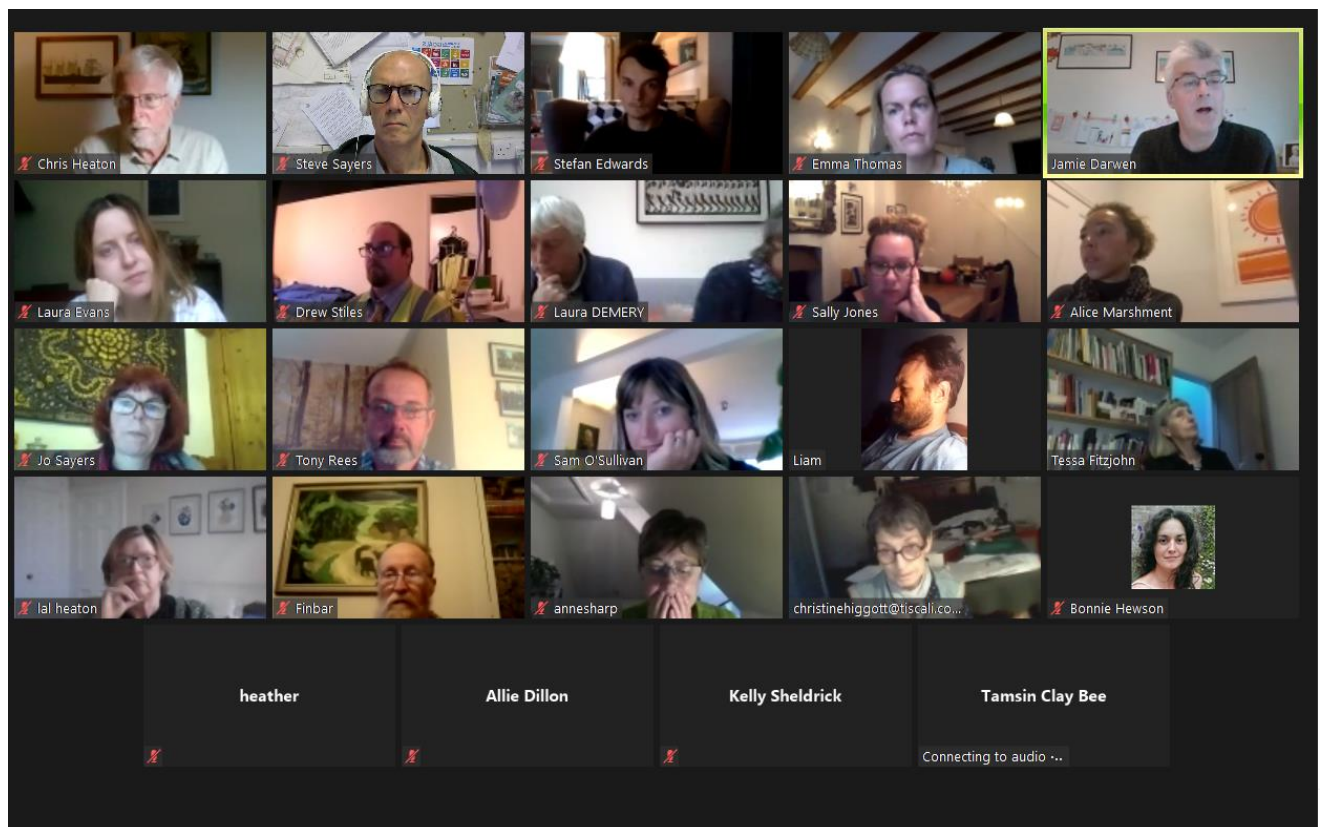 Chris Heaton
Steve Sayers
Stefan Edwards
Emma Thomas
Jamie Darwen
Laura Evans
Drew Stiles
Laura DEMERY
Sally Jones
Alice Marshment
Jo Sayers
Tony Rees
Sam O'Sullivan
Liam
Tessa Fitzjohn
lal heaton
Finbar
annesharp
christinehiggott@tiscali.co...
Bonnie Hewson
heather
Allie Dillon
Kelly Sheldrick
Tamsin Clay Bee
Connecting to audio ...